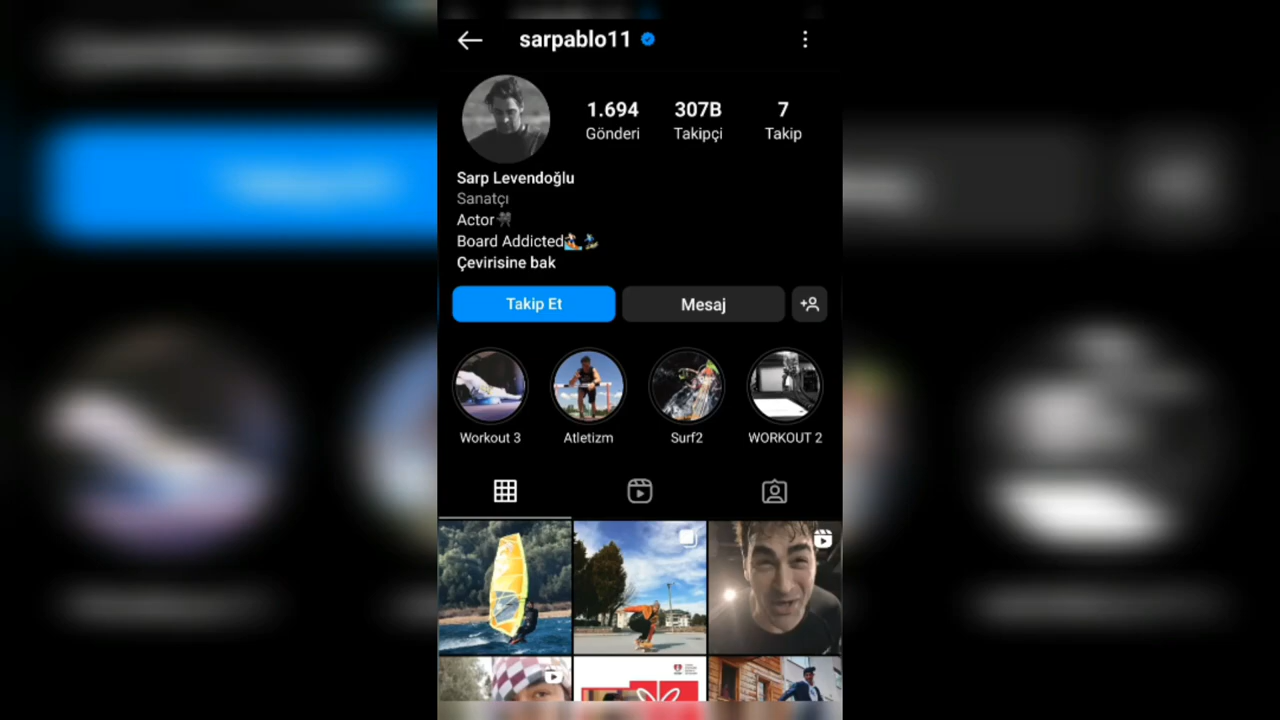 sarpablo11
1.694 307B 7
Gönderi Takipçi Takip
Sarp Levendoğlu
Sanatçı
Actor🎥
Board Addicted🏄🏂
Çevirisine bak
Takip Et Mesaj
Workout 3 Atletizm Surf2 WORKOUT 2